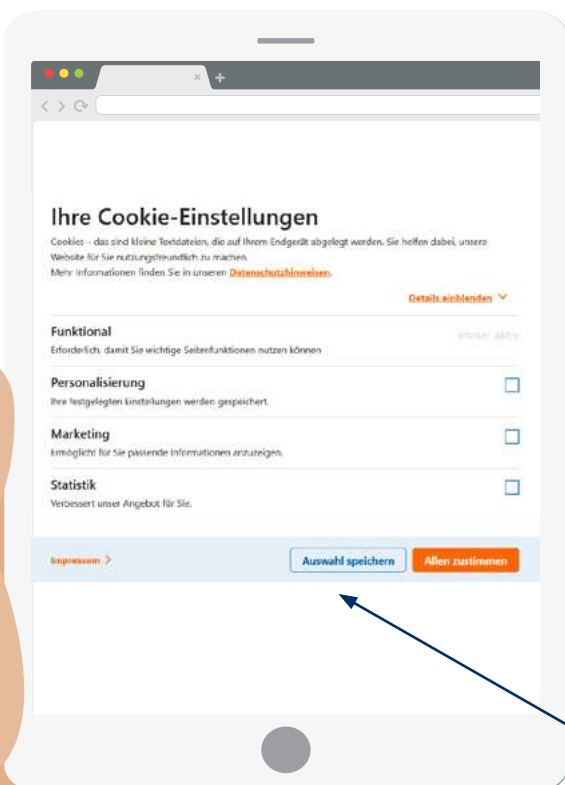 Ihre Cookie-Einstellungen
Cookies – das sind kleine Textdateien, die auf Ihrem Endgerät abgelegt werden. Sie helfen dabei, unsere
Website für Sie nutzungsfreundlich zu machen.
Mehr Informationen finden Sie in unseren Datenschutzhinweisen.
Details einblenden
Funktional
immer aktiv
Erforderlich, damit Sie wichtige Seitenfunktionen nutzen können
Personalisierung
Ihre festgelegten Einstellungen werden gespeichert.
Marketing
Ermöglicht für Sie passende Informationen anzuzeigen.
Statistik
Verbessert unser Angebot für Sie.
Impressum
Auswahl speichern
Allen zustimmen